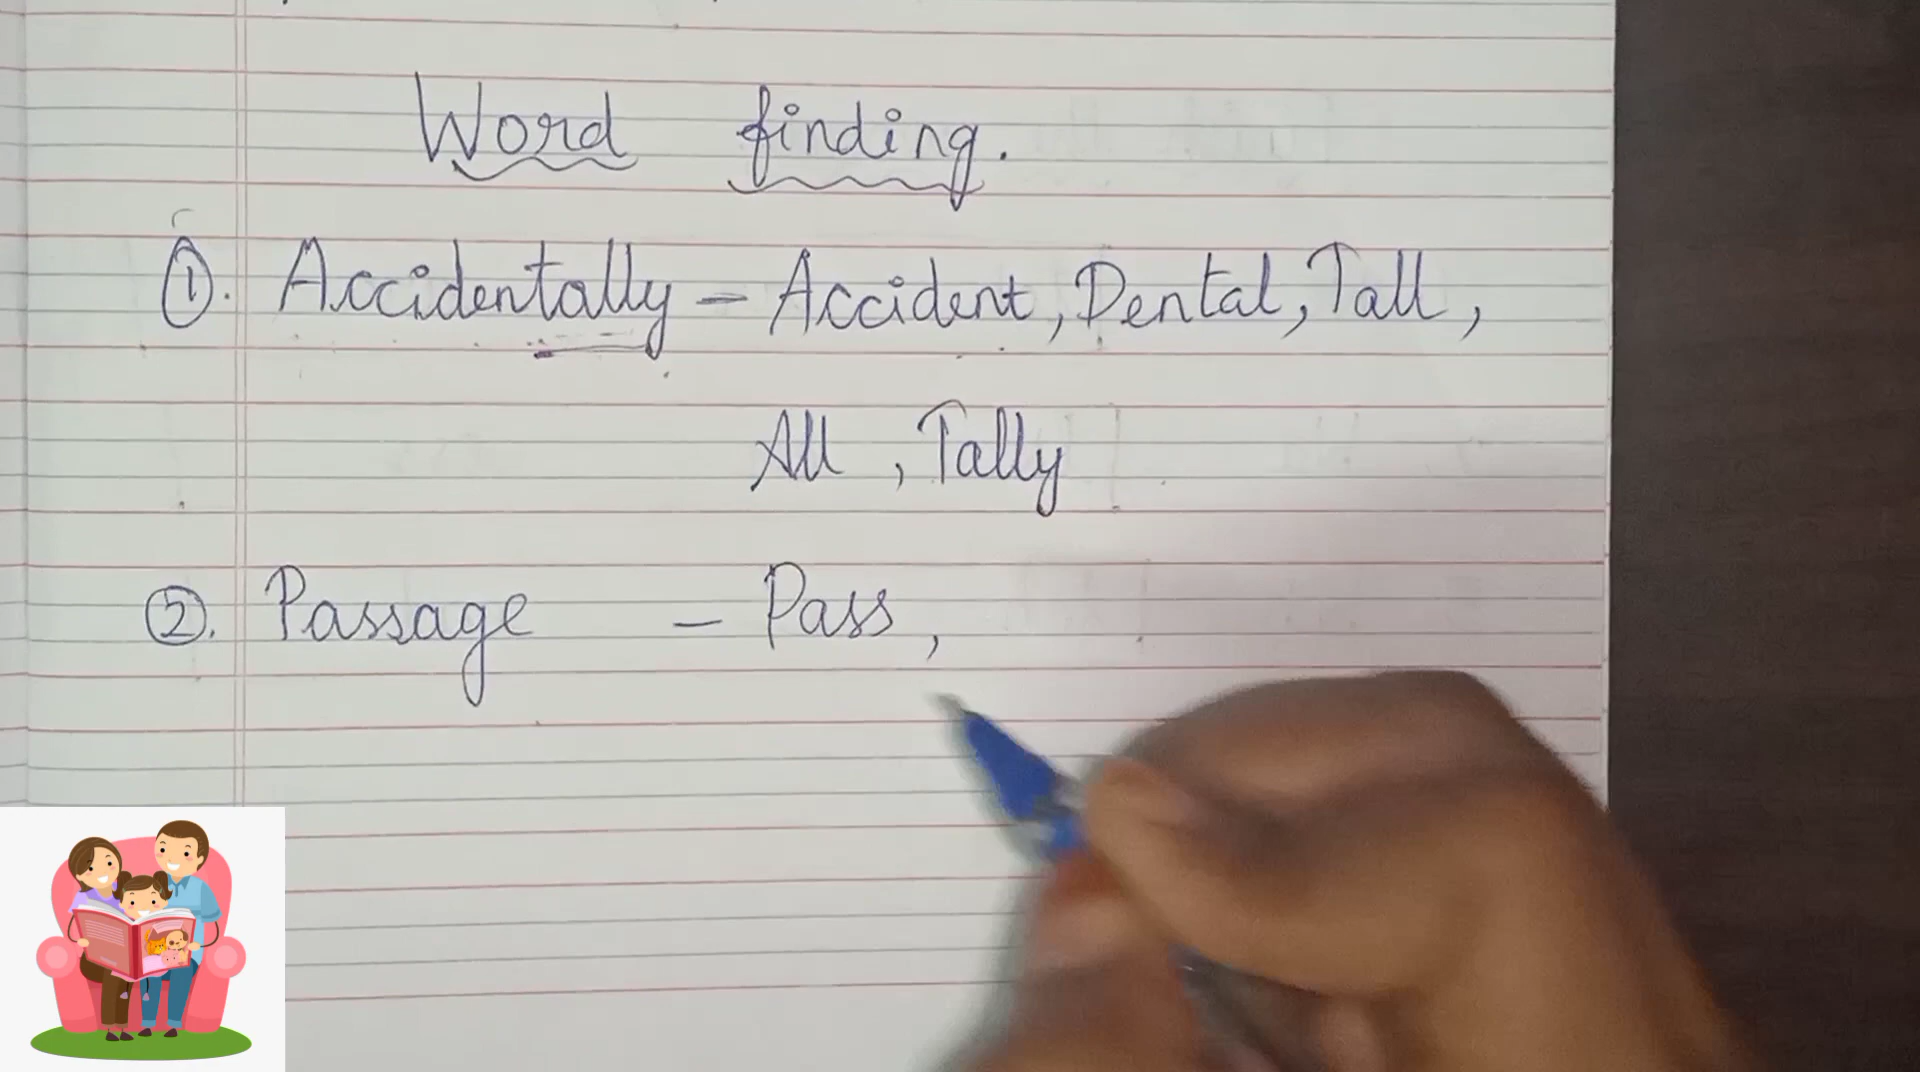 Word finding.
1. Accidentally - Accident, Dental, Tall,
All, Tally
2. Passage - Pass,